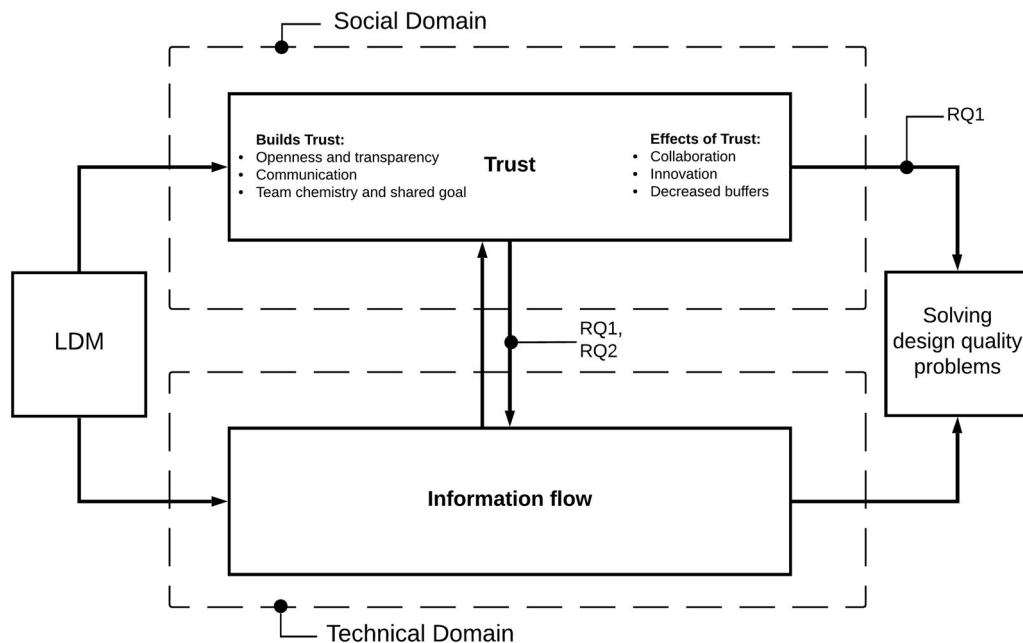 Social Domain
RQ1
Builds Trust:
• Openness and transparency
• Communication
• Team chemistry and shared goal
Trust
Effects of Trust:
• Collaboration
• Innovation
• Decreased buffers
LDM
RQ1,
RQ2
Solving
design quality
problems
Information flow
Technical Domain